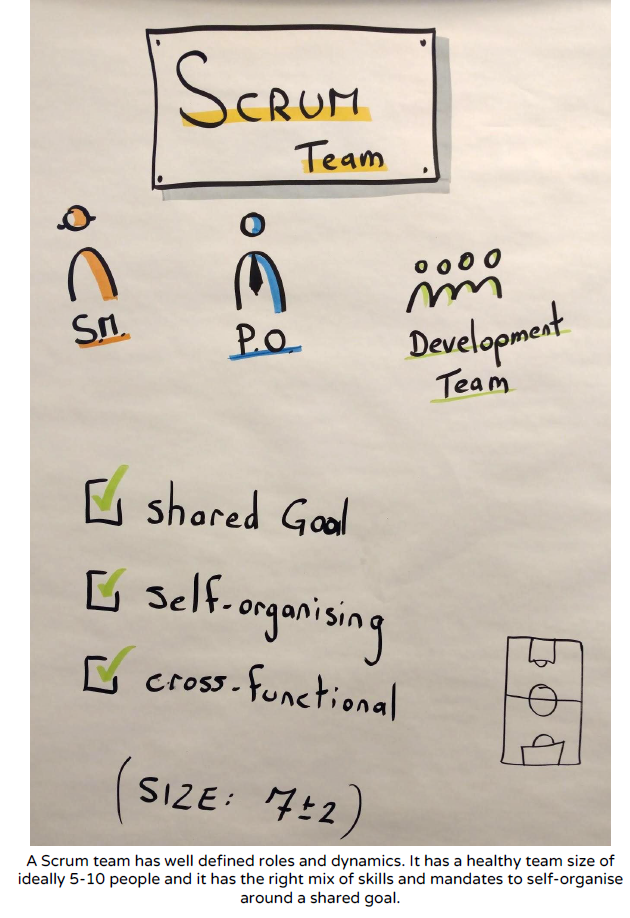 SCRUM
Team
S.M.
P.O.
Development
Team
shared Goal
self-organising
cross-functional
(SIZE: 7±2)
A Scrum team has well defined roles and dynamics. It has a healthy team size of
ideally 5-10 people and it has the right mix of skills and mandates to self-organise
around a shared goal.